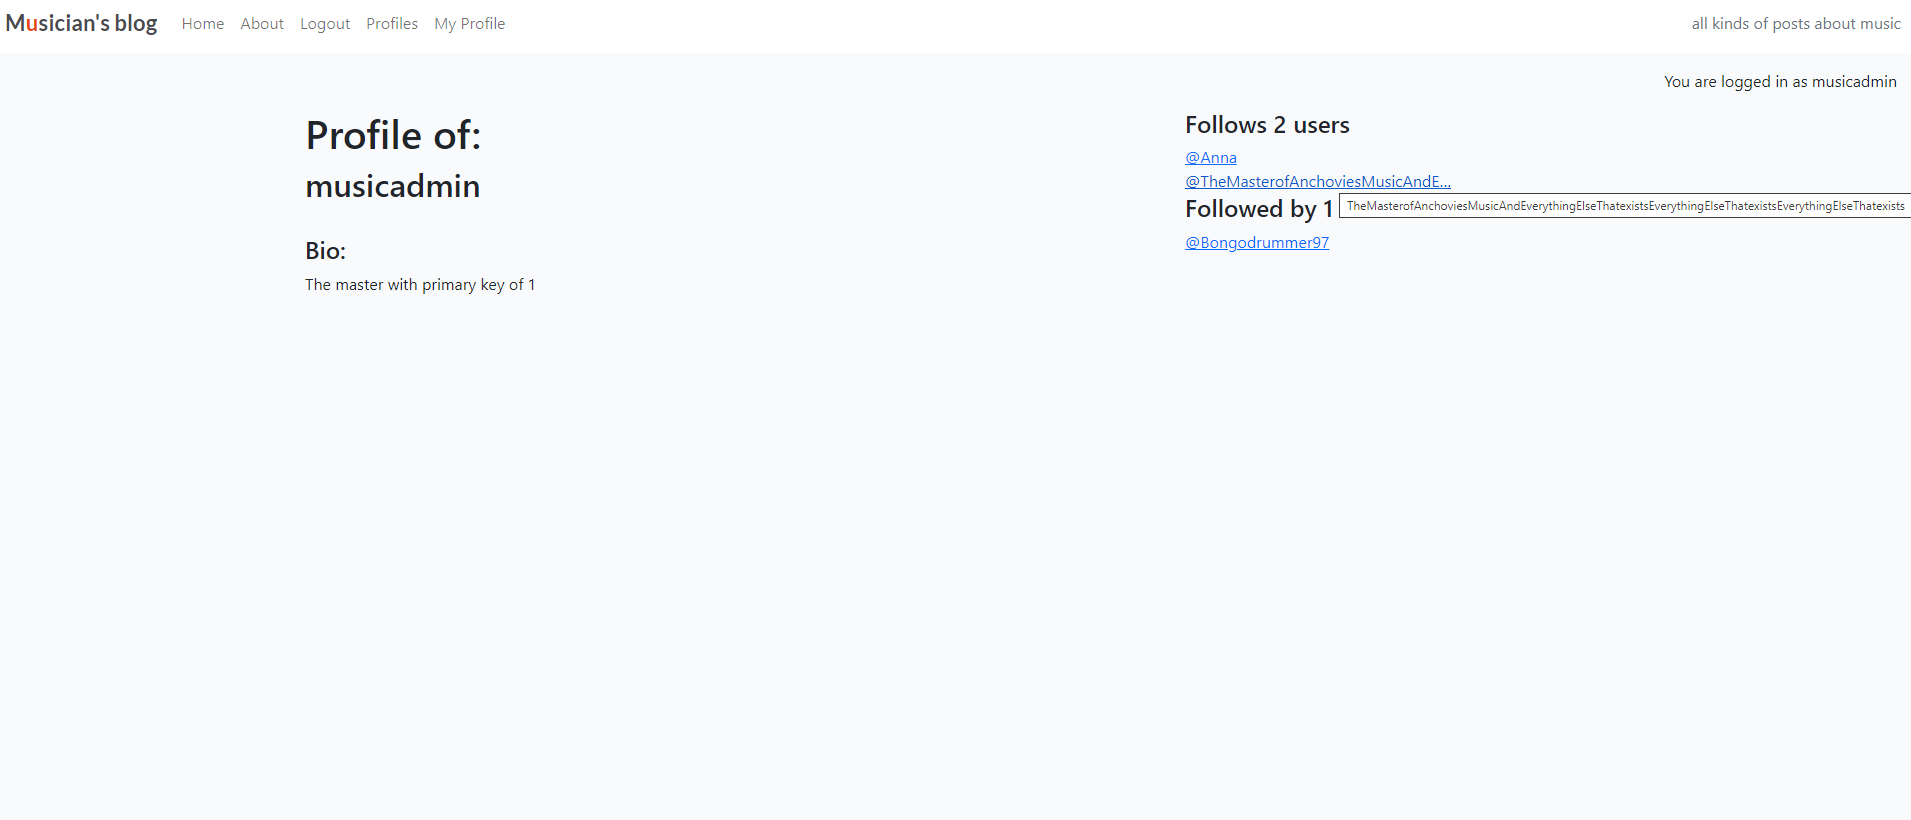 Musician's blog Home About Logout Profiles My Profile all kinds of posts about music
You are logged in as musicadmin
Profile of:
musicadmin
Bio:
The master with primary key of 1
Follows 2 users
@Anna
@TheMasterofAnchoviesMusicAndE...
Followed by 1
TheMasterofAnchoviesMusicAndEverythingElseThatexistsEverythingElseThatexistsEverythingElseThatexists
@Bongodrummer97